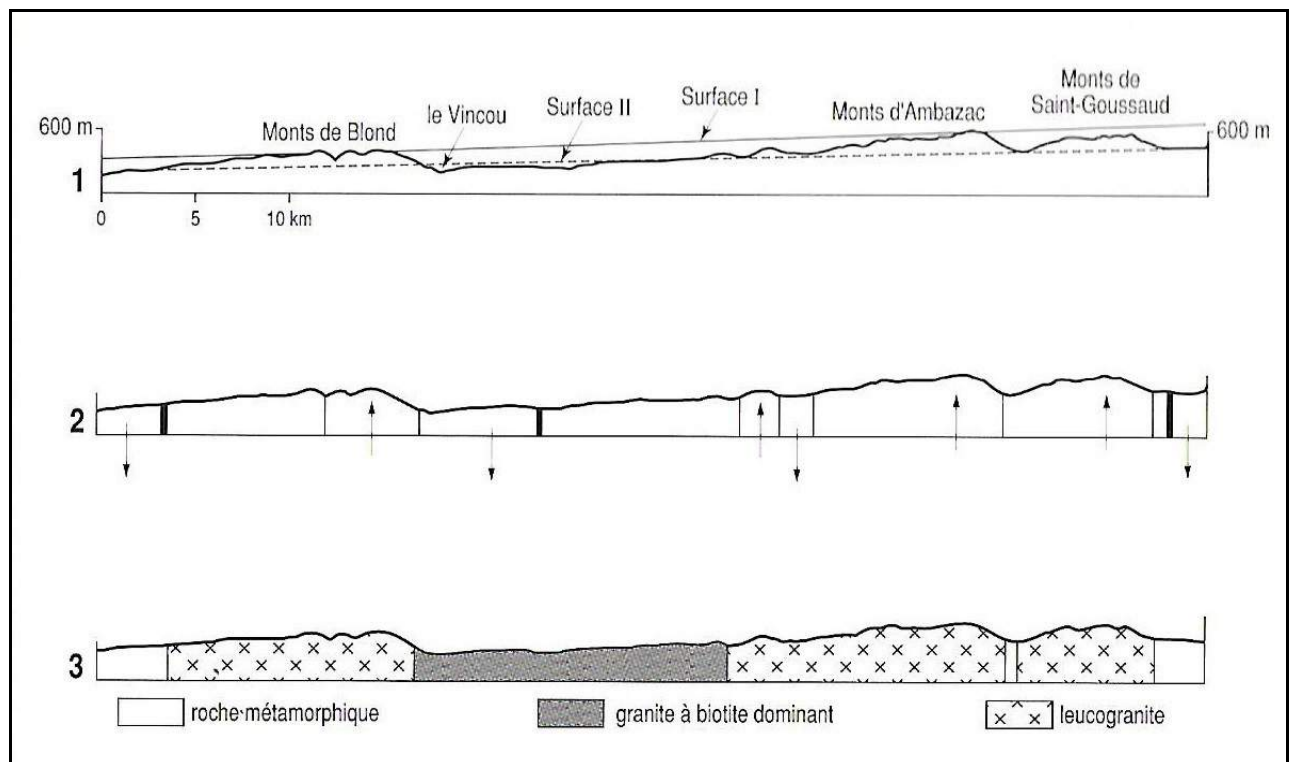 Monts de
Saint-Goussaud
Surface I
Monts d'Ambazac
Surface II
le Vincou
Monts de Blond
600 m
600 m
1
0 5 10 km
2
3
roche métamorphique
granite à biotite dominant
leucogranite